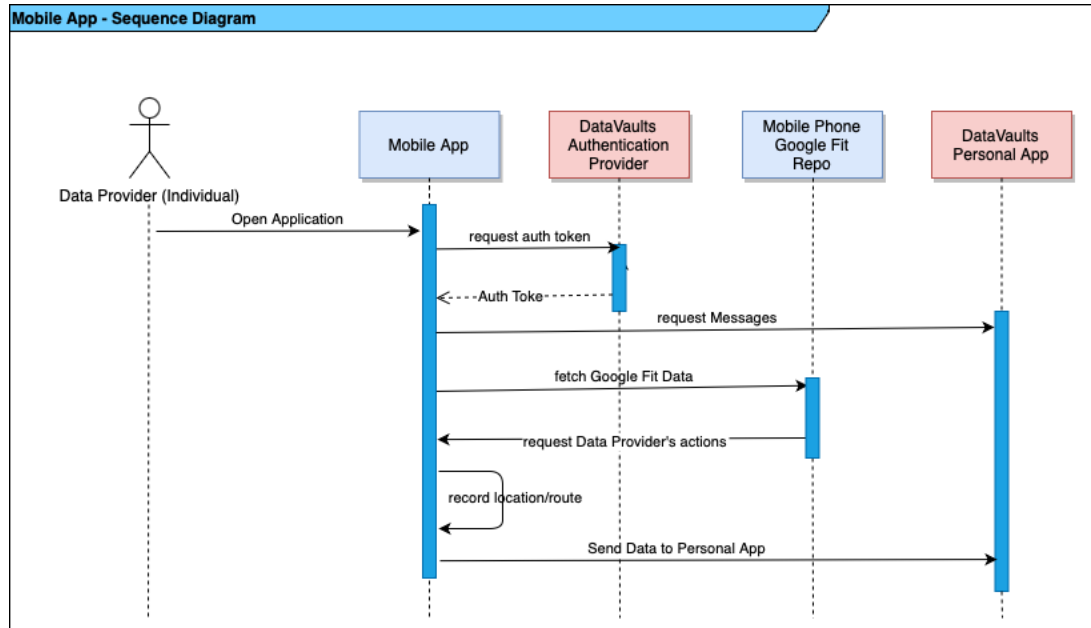 Mobile App - Sequence Diagram
Data Provider (Individual)
Mobile App
DataVaults
Authentication
Provider
Mobile Phone
Google Fit
Repo
DataVaults
Personal App
Open Application
request auth token
Auth Toke
request Messages
fetch Google Fit Data
request Data Provider's actions
record location/route
Send Data to Personal App